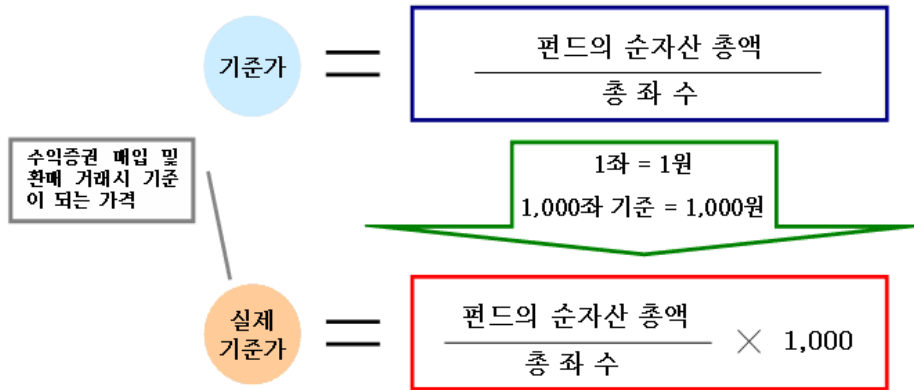 기준가
=
펀드의 순자산 총액
총 좌 수
수익증권 매입 및
환매 거래시 기준
이 되는 가격
1좌 = 1원
1,000좌 기준 = 1,000원
실제
기준가
=
펀드의 순자산 총액
총 좌 수
× 1,000